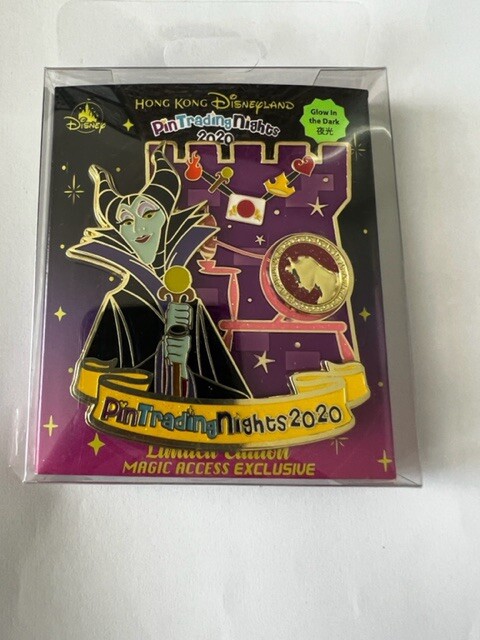 HONG KONG DISNEYLAND
PinTradingNights
2020
Disney
Glow In
the Dark
夜光
PinTradingNights2020
Limited Edition
MAGIC ACCESS EXCLUSIVE